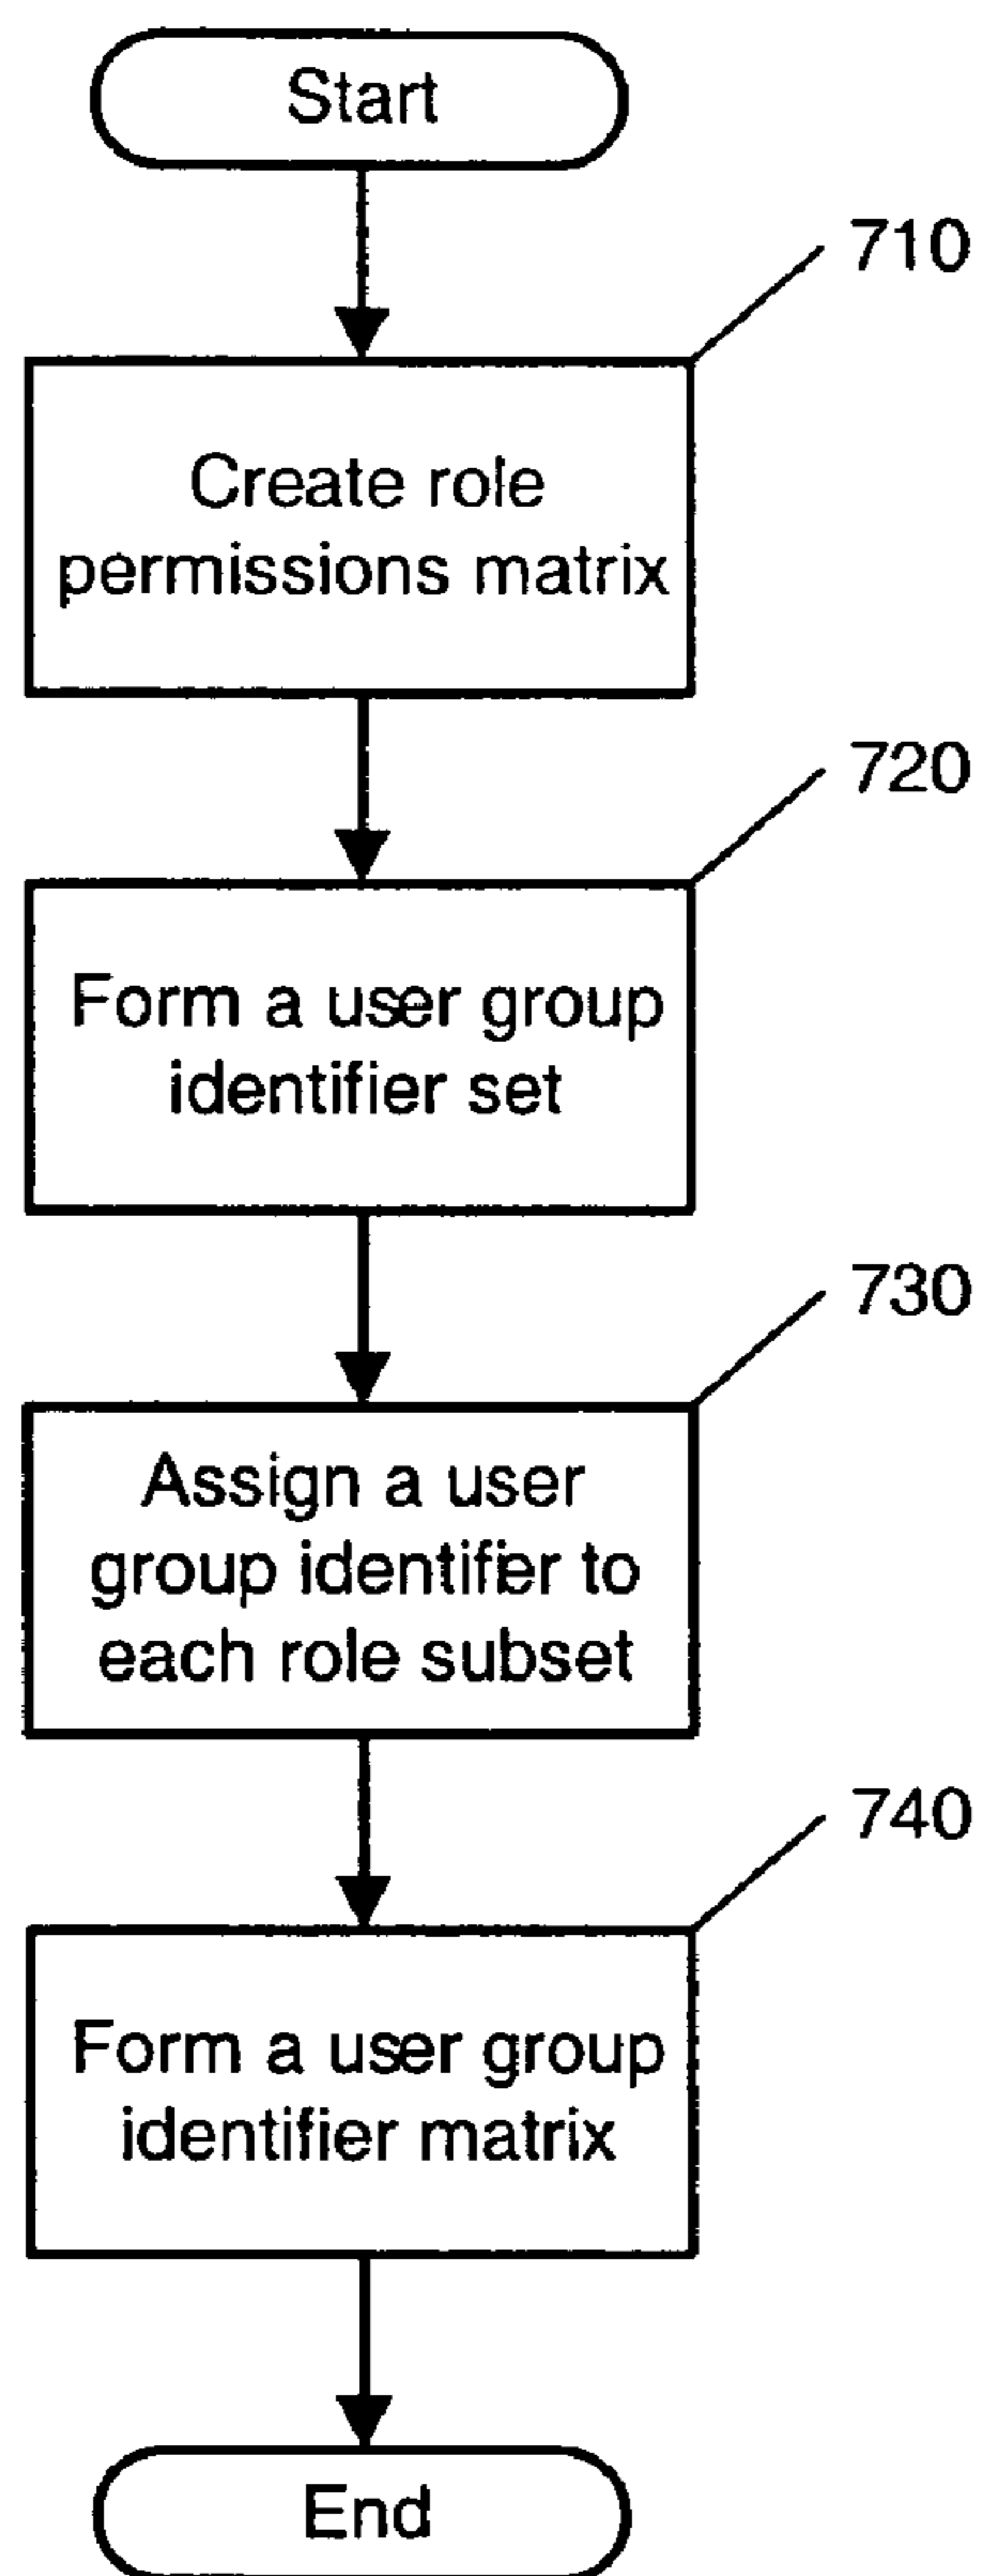 Start
710
Create role
permissions matrix
720
Form a user group
identifier set
730
Assign a user
group identifier to
each role subset
740
Form a user group
identifier matrix
End